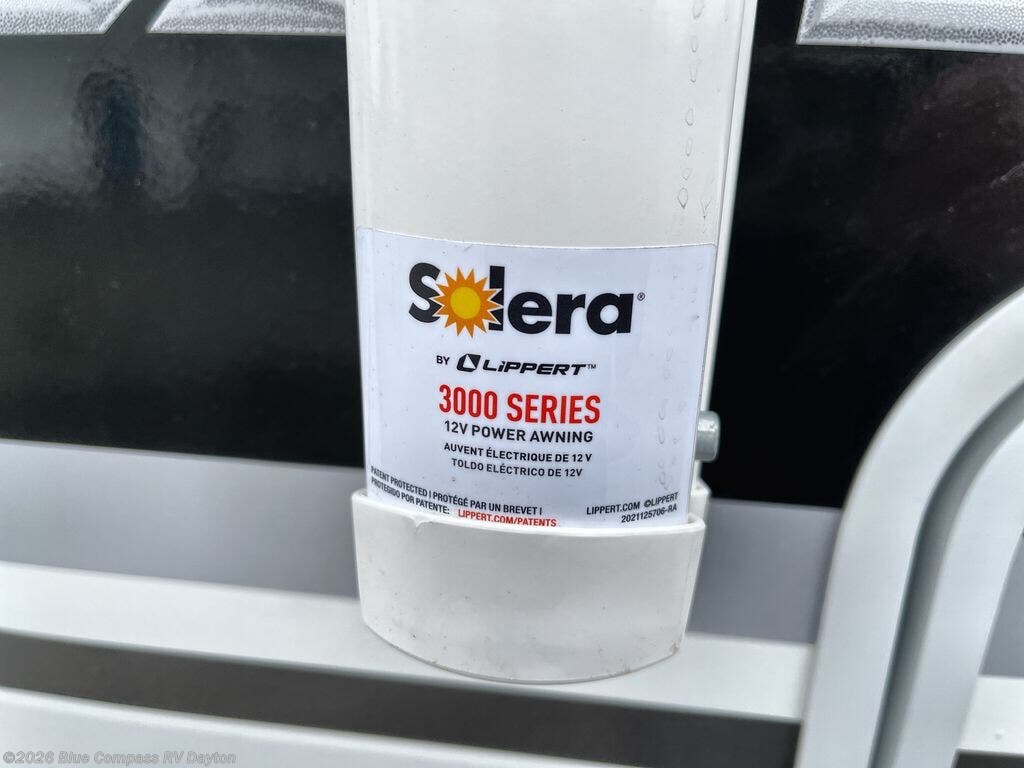 Solera®
BY LiPPERT™
3000 SERIES
12V POWER AWNING
AUVENT ÉLECTRIQUE DE 12 V
TOLDO ELÉCTRICO DE 12V
PATENT PROTECTED | PROTÉGÉ PAR UN BREVET |
PROTEGIDO POR PATENTE: LIPPERT.COM/PATENTS
LIPPERT.COM ©LIPPERT
2021125706-RA
©2026 Blue Compass RV Dayton